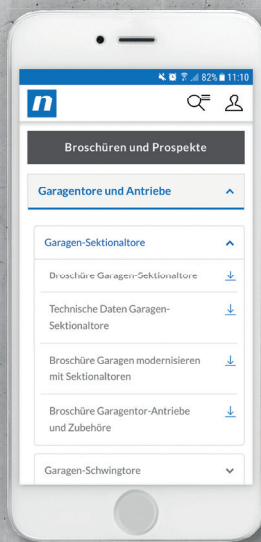 82% 11:10
n
Broschüren und Prospekte
Garagentore und Antriebe
Garagen-Sektionaltore
Broschüre Garagen-Sektionaltore
Technische Daten Garagen-
Sektionaltore
Broschüre Garagen modernisieren
mit Sektionaltoren
Broschüre Garagentor-Antriebe
und Zubehöre
Garagen-Schwingtore